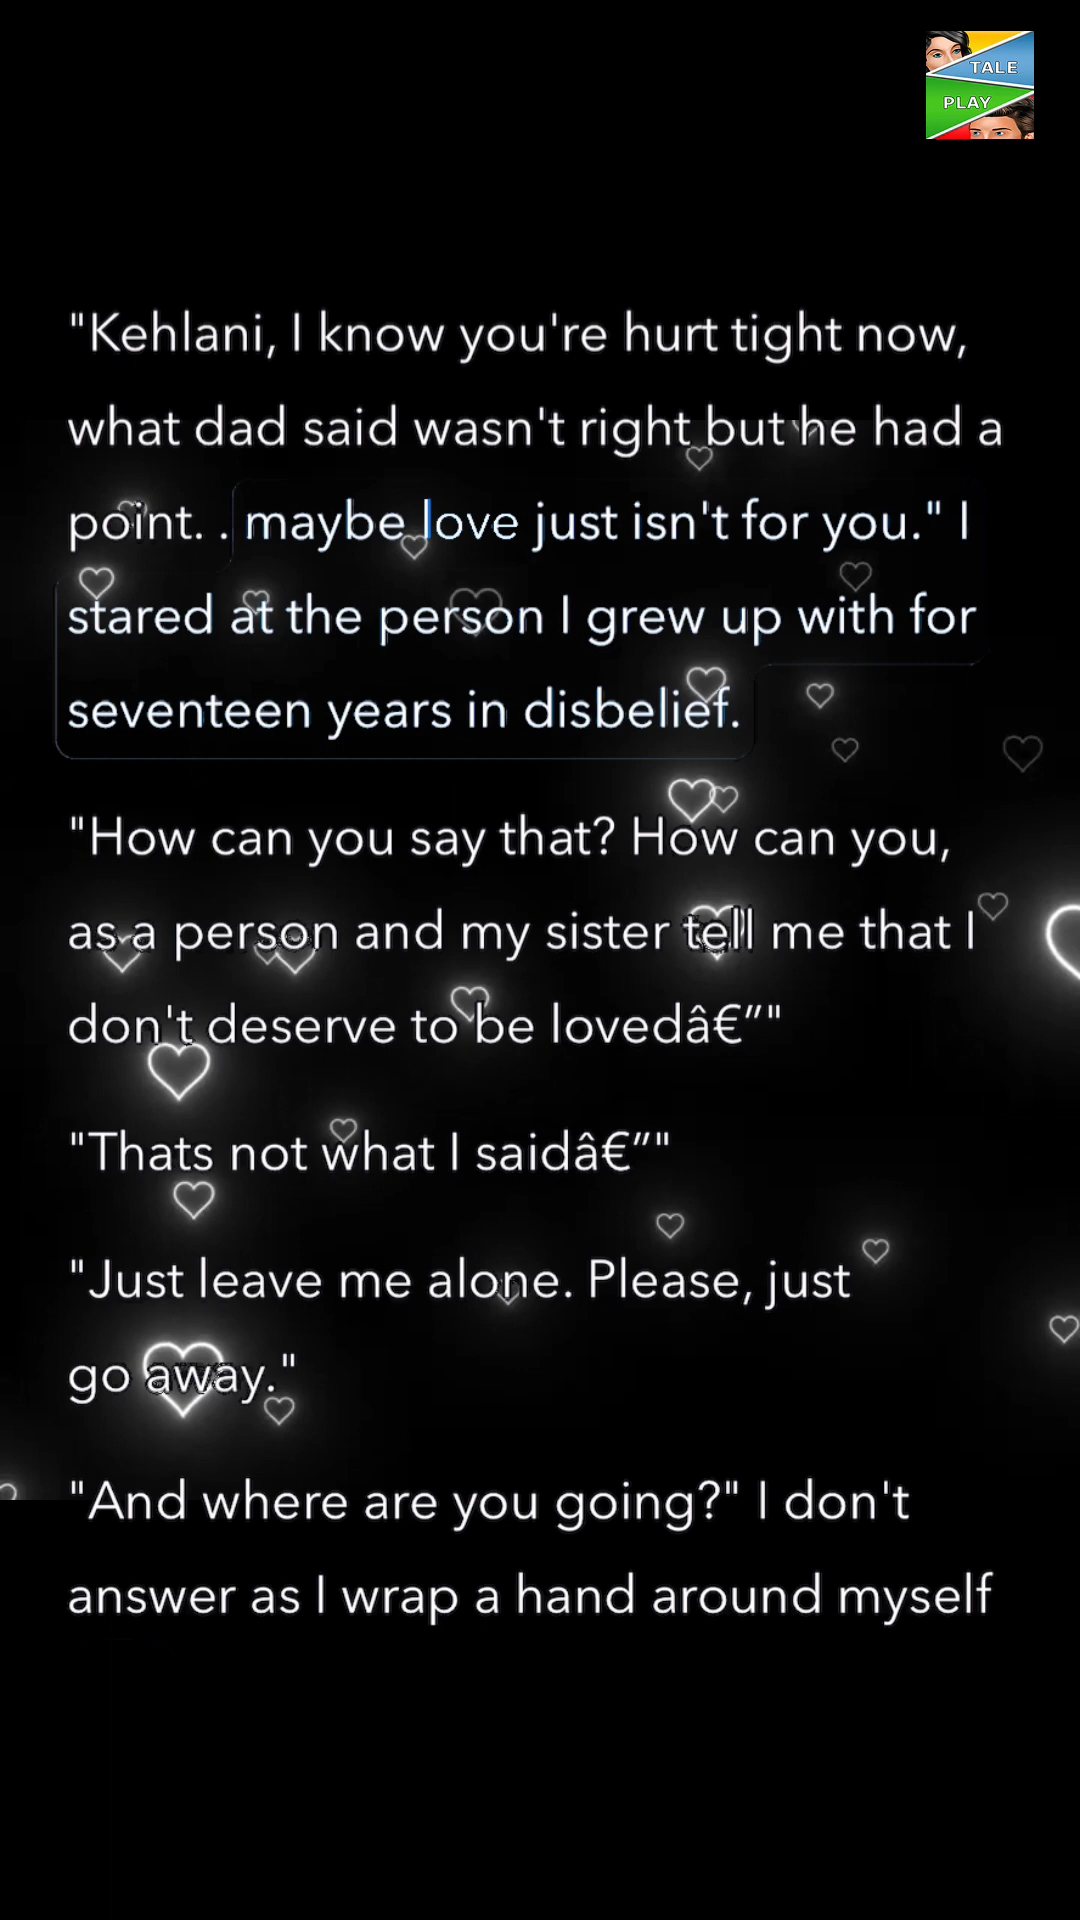 TALE
PLAY
"Kehlani, I know you're hurt tight now,
what dad said wasn't right but he had a
point. . maybe love just isn't for you." I
stared at the person I grew up with for
seventeen years in disbelief.
"How can you say that? How can you,
as a person and my sister tell me that I
don't deserve to be lovedâ€”"
"Thats not what I saidâ€”"
"Just leave me alone. Please, just
go away."
"And where are you going?" I don't
answer as I wrap a hand around myself